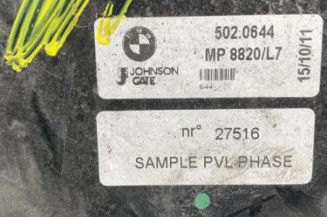 502.0644
MP 8820/L7
15/10/11
JOHNSON
GATE
nr° 27516
SAMPLE PVL PHASE